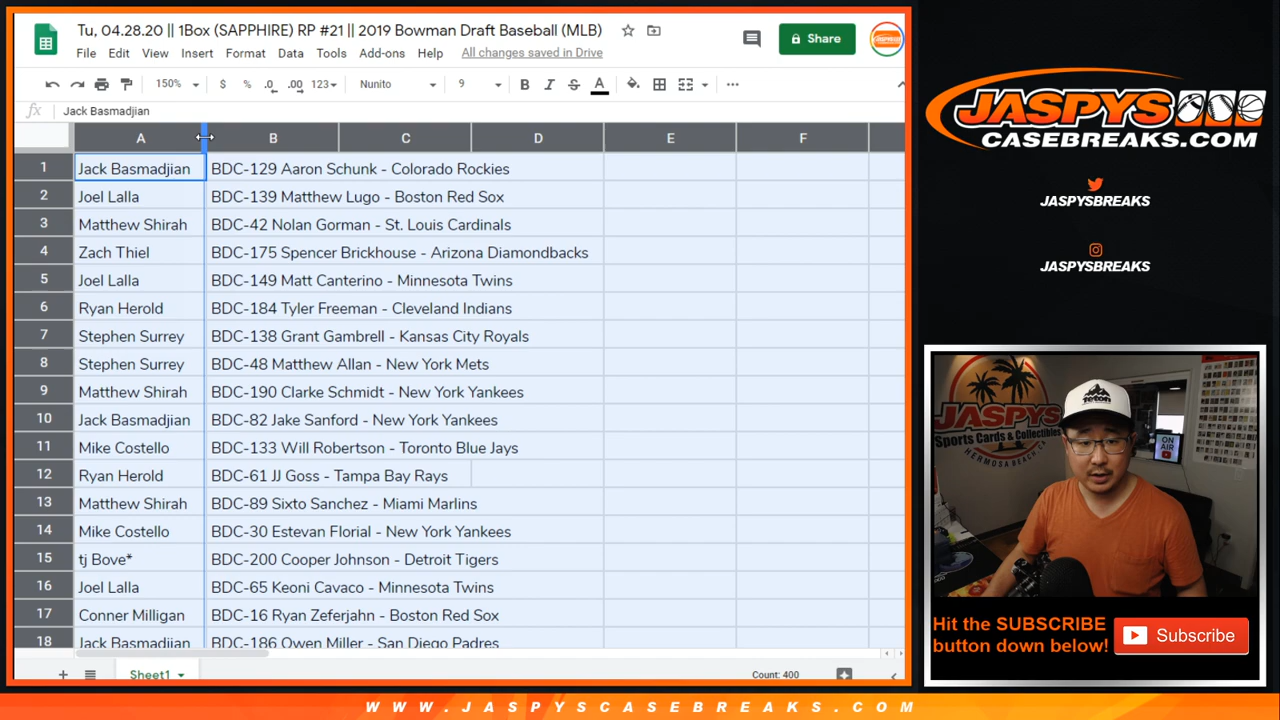 Tu, 04.28.20 || 1Box (SAPPHIRE) RP #21 || 2019 Bowman Draft Baseball (MLB)
File Edit View Insert Format Data Tools Add-ons Help All changes saved in Drive
Share
150% $ % .0 .00 123 Nunito 9 B I S A
fx Jack Basmadjian
A B C D E F
1 Jack Basmadjian BDC-129 Aaron Schunk - Colorado Rockies
2 Joel Lalla BDC-139 Matthew Lugo - Boston Red Sox
3 Matthew Shirah BDC-42 Nolan Gorman - St. Louis Cardinals
4 Zach Thiel BDC-175 Spencer Brickhouse - Arizona Diamondbacks
5 Joel Lalla BDC-149 Matt Canterino - Minnesota Twins
6 Ryan Herold BDC-184 Tyler Freeman - Cleveland Indians
7 Stephen Surrey BDC-138 Grant Gambrell - Kansas City Royals
8 Stephen Surrey BDC-48 Matthew Allan - New York Mets
9 Matthew Shirah BDC-190 Clarke Schmidt - New York Yankees
10 Jack Basmadjian BDC-82 Jake Sanford - New York Yankees
11 Mike Costello BDC-133 Will Robertson - Toronto Blue Jays
12 Ryan Herold BDC-61 JJ Goss - Tampa Bay Rays
13 Matthew Shirah BDC-89 Sixto Sanchez - Miami Marlins
14 Mike Costello BDC-30 Estevan Florial - New York Yankees
15 tj Bove* BDC-200 Cooper Johnson - Detroit Tigers
16 Joel Lalla BDC-65 Keoni Cavaco - Minnesota Twins
17 Conner Milligan BDC-16 Ryan Zeferjahn - Boston Red Sox
18 Jack Basmadjian BDC-186 Owen Miller - San Diego Padres
Sheet1
Count: 400
JASPYS
CASEBREAKS.COM
JASPYSBREAKS
JASPYSBREAKS
JASPYS
Sports Cards & Collectibles
HERMOSA BEACH CA
Teton
ON AIR
Hit the SUBSCRIBE
button down below!
Subscribe
WWW.JASPYSCASEBREAKS.COM